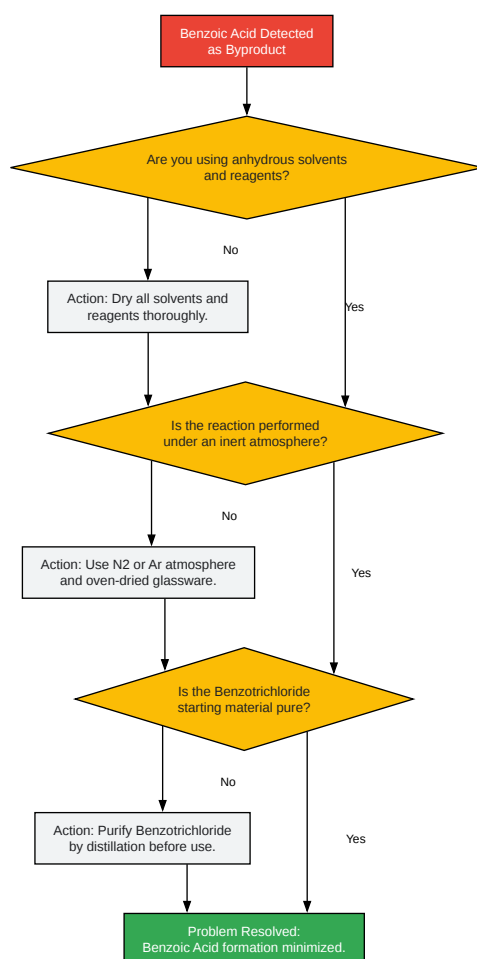 Benzoic Acid Detected
as Byproduct
Are you using anhydrous solvents
and reagents?
No
Action: Dry all solvents and
reagents thoroughly.
Yes
Is the reaction performed
under an inert atmosphere?
No
Action: Use N2 or Ar atmosphere
and oven-dried glassware.
Yes
Is the Benzotrichloride
starting material pure?
No
Action: Purify Benzotrichloride
by distillation before use.
Yes
Problem Resolved:
Benzoic Acid formation minimized.